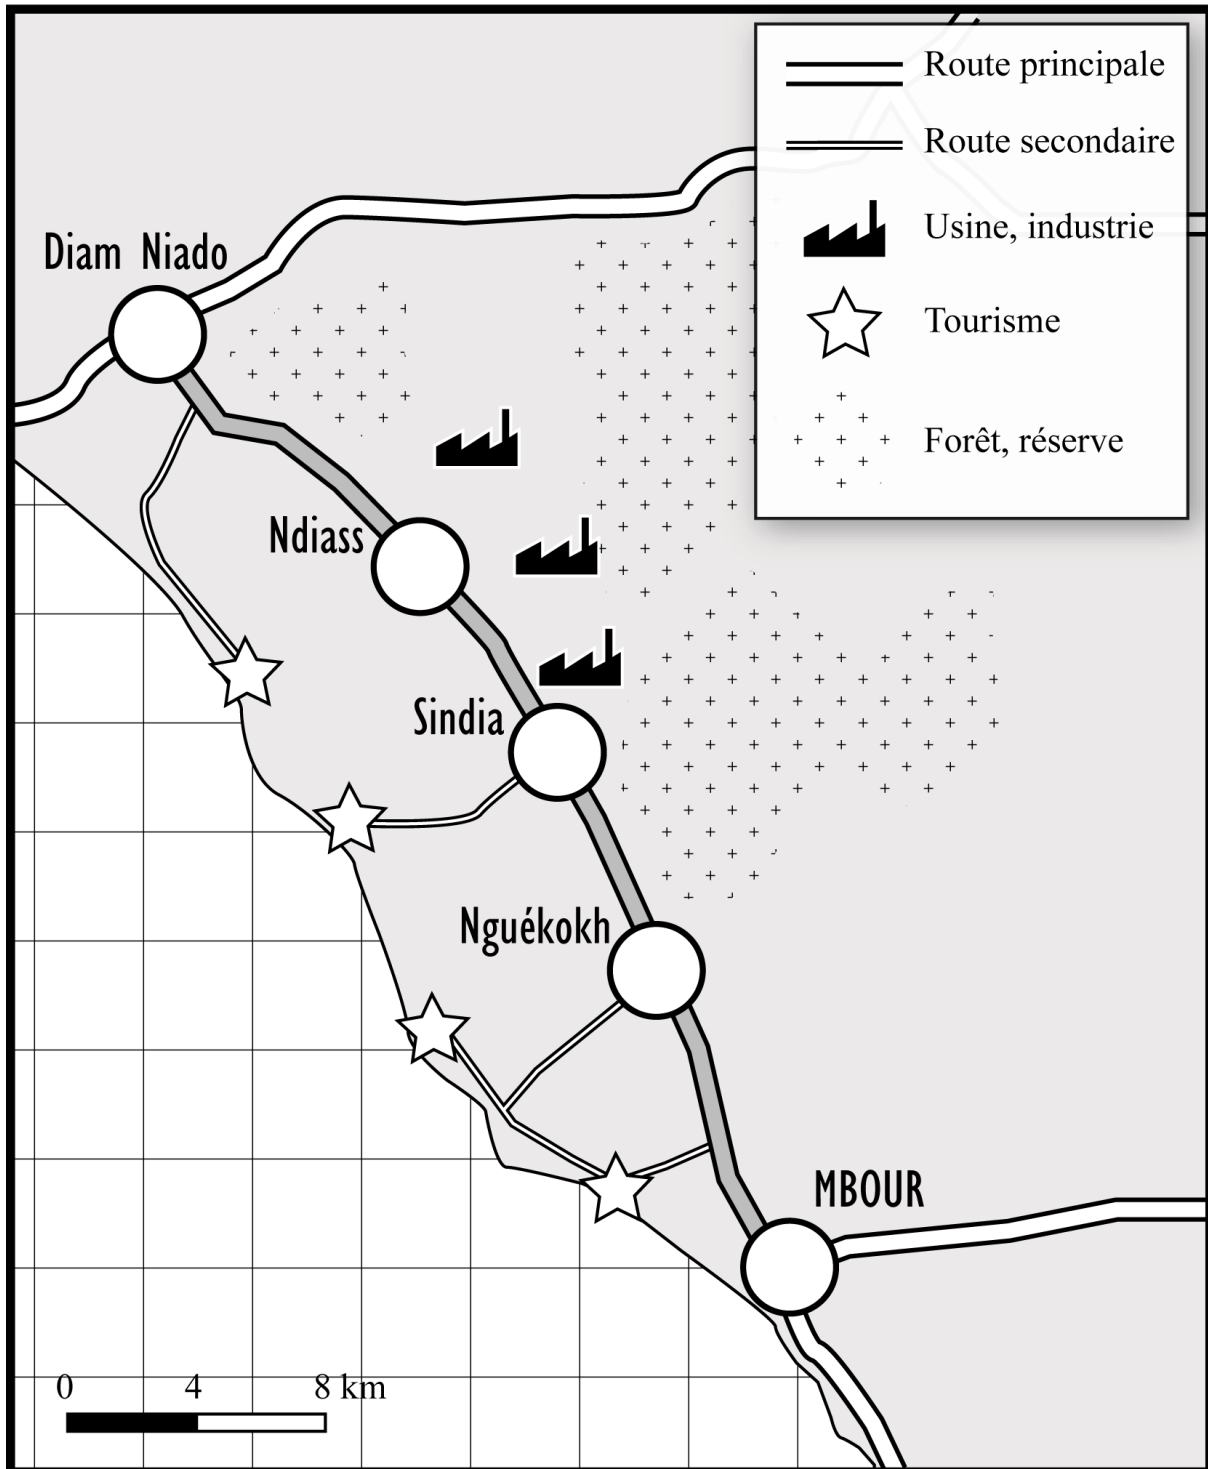 Route principale
Route secondaire
Usine, industrie
Tourisme
Forêt, réserve
Diam Niado
Ndiass
Sindia
Nguékokh
MBOUR
0 4 8 km